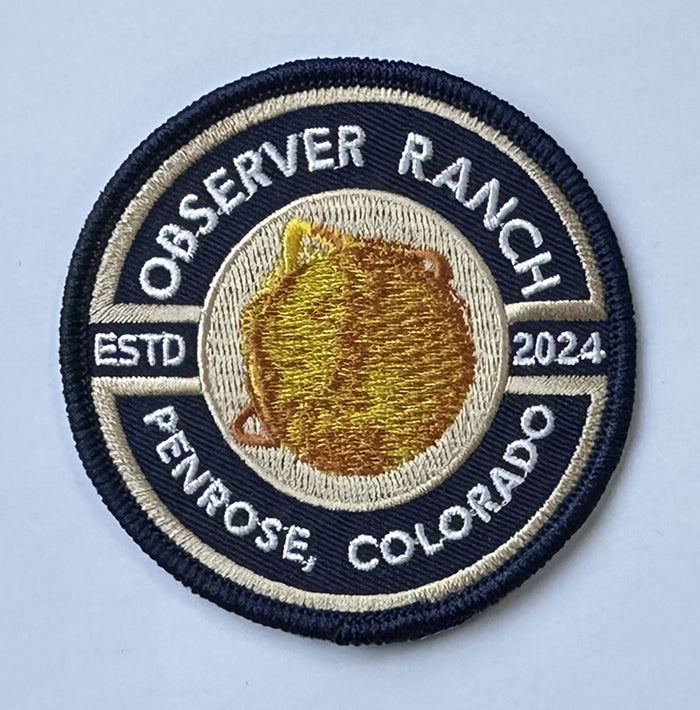 OBSERVER RANCH
ESTD 2024
PENROSE, COLORADO